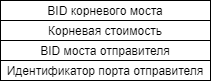 BID корневого моста
Корневая стоимость
BID моста отправителя
Идентификатор порта отправителя